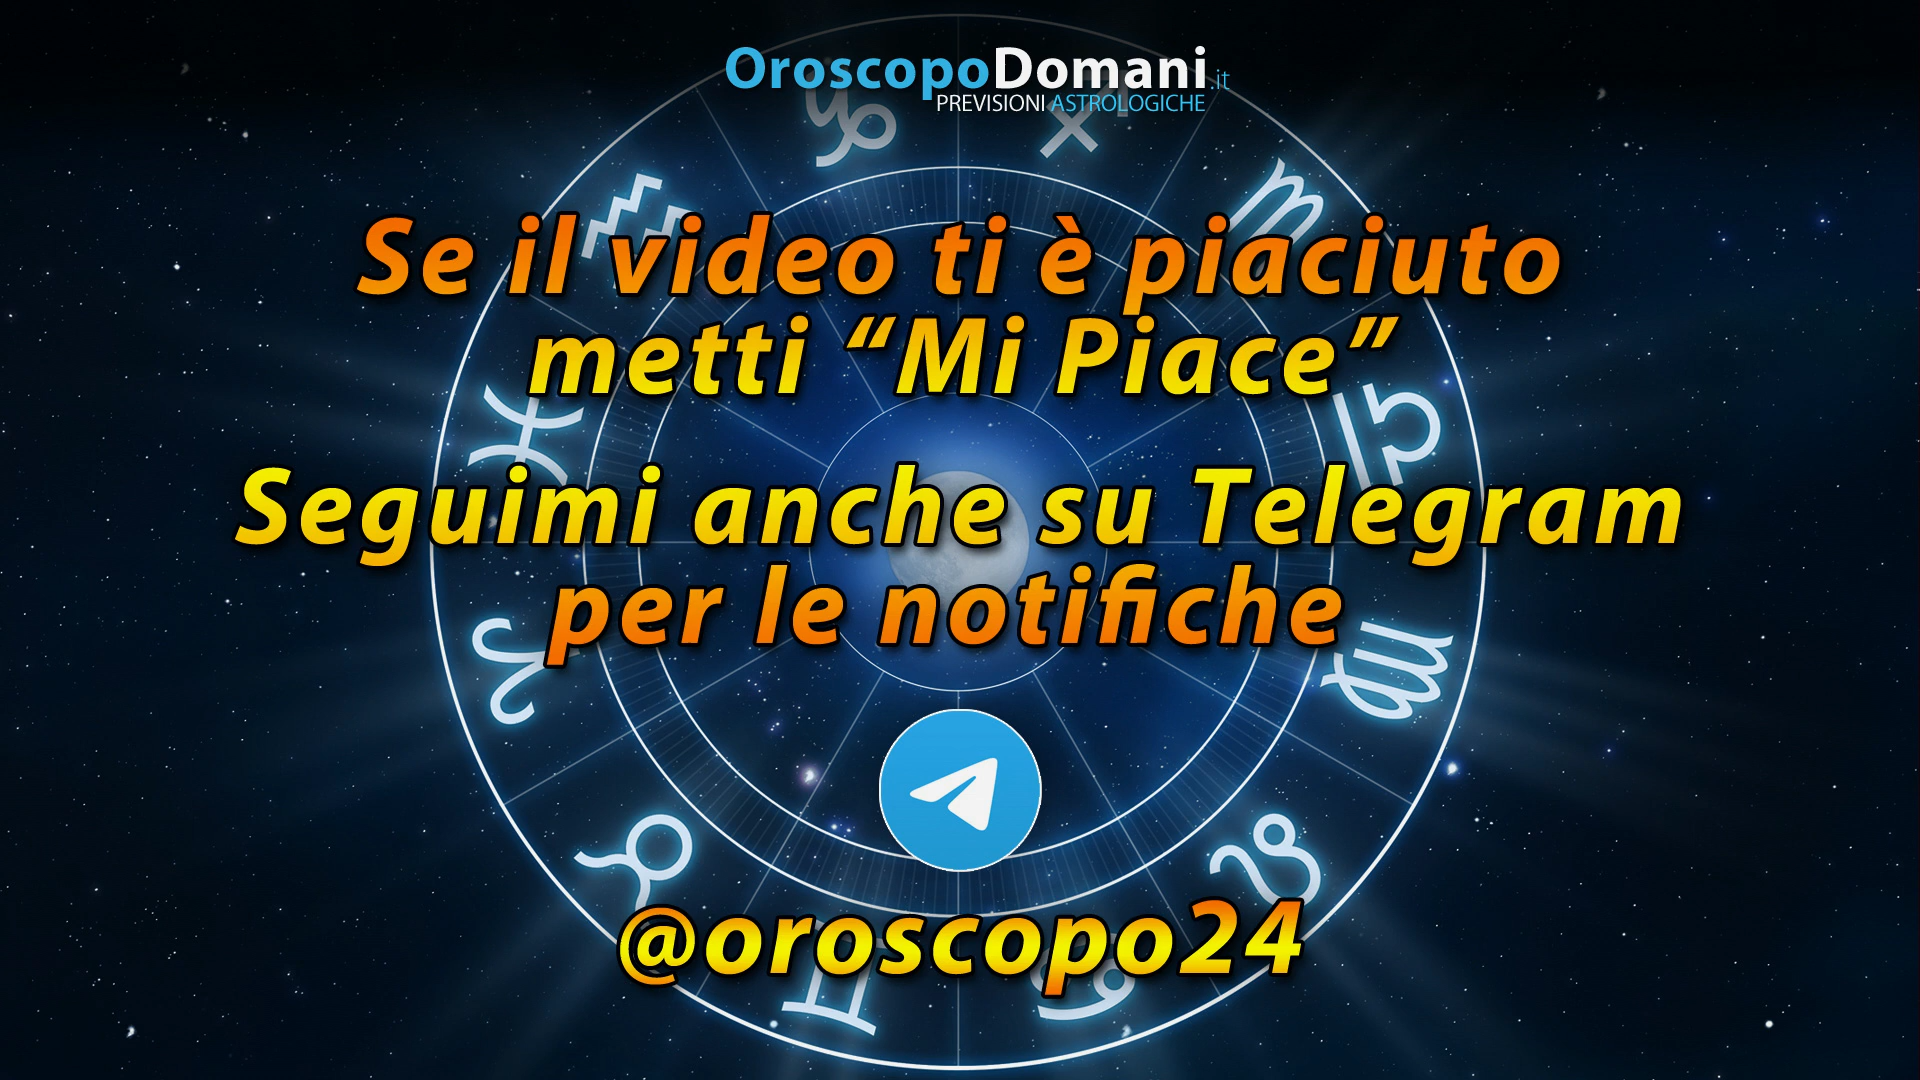 OroscopoDomani.it
PREVISIONI ASTROLOGICHE
Se il video ti è piaciuto
metti “Mi Piace”
Seguimi anche su Telegram
per le notifiche
@oroscopo24